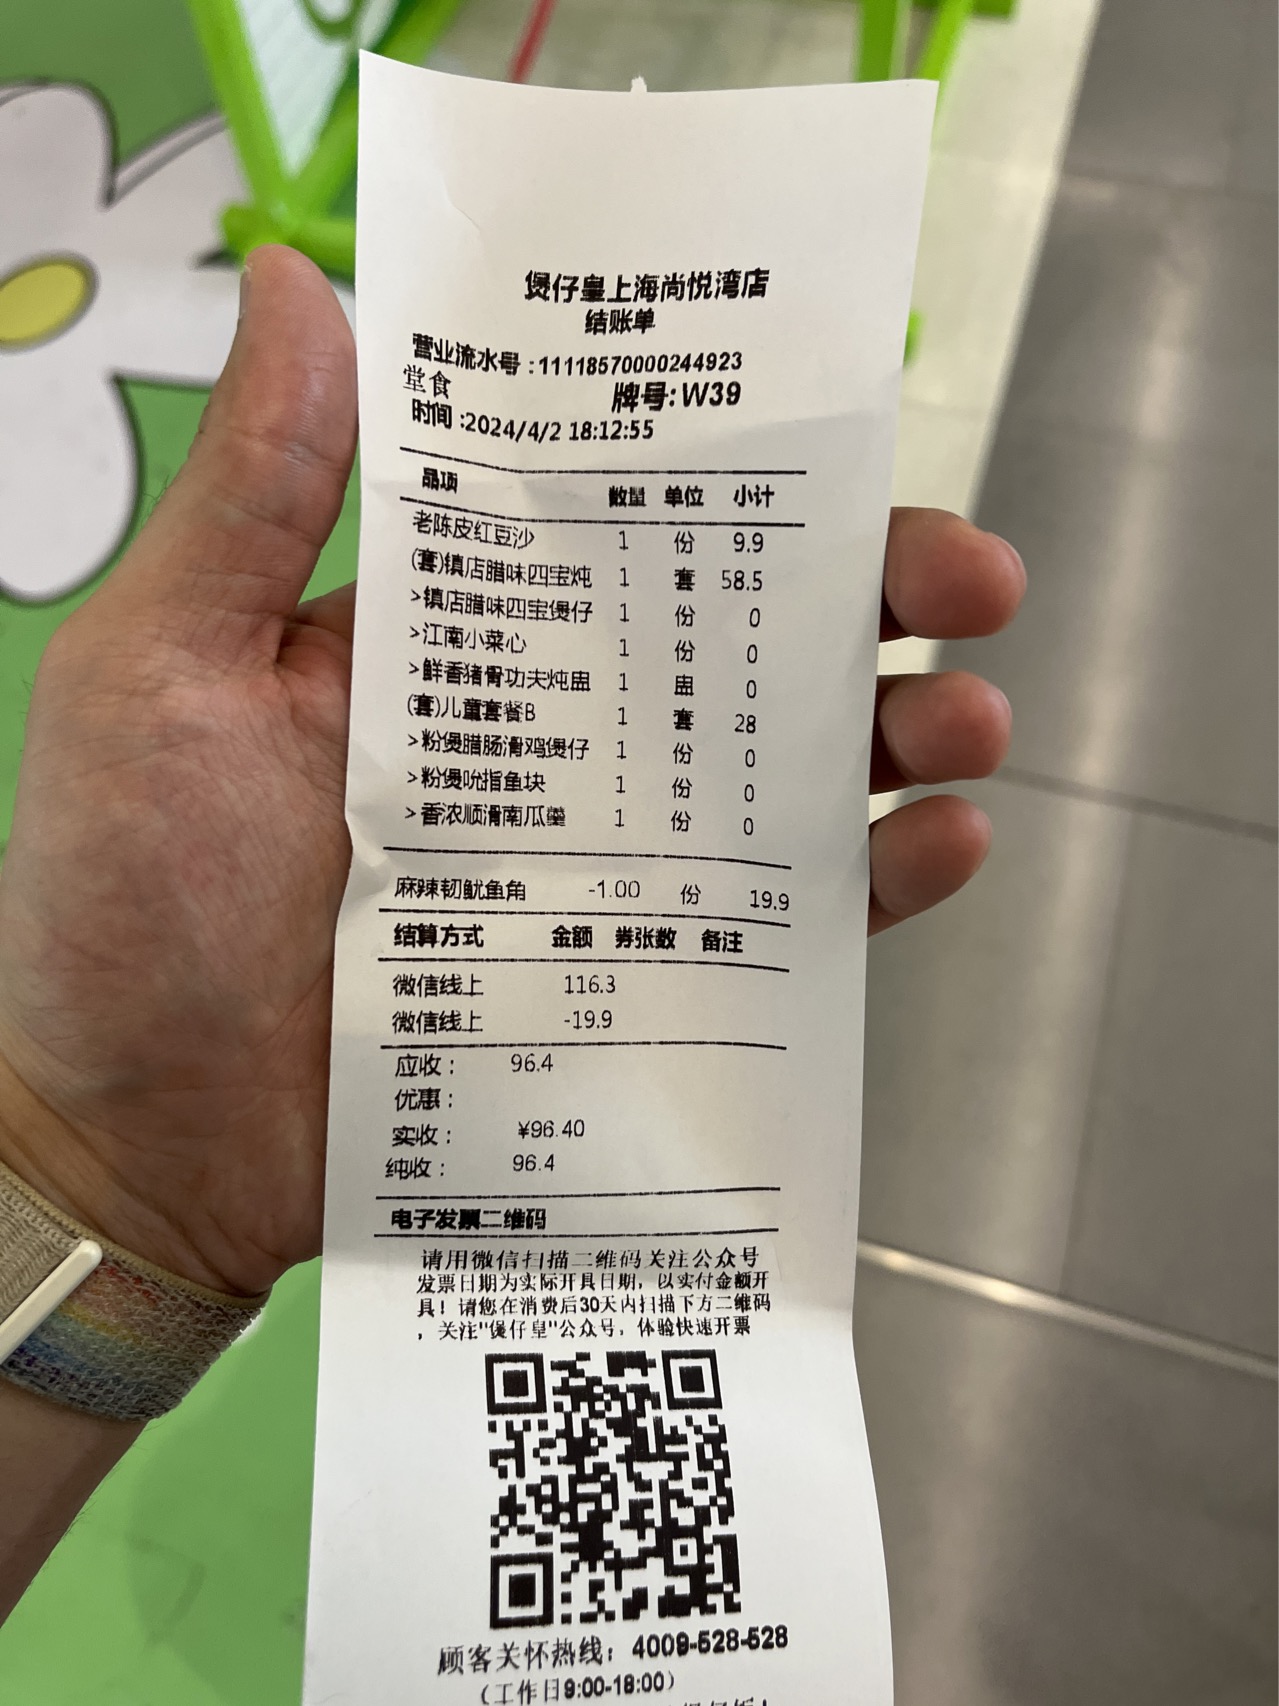 煲仔皇上海尚悦湾店
结账单
营业流水号:11118570000244923
堂食 牌号:W39
时间:2024/4/2 18:12:55
品项 数量 单位 小计
老陈皮红豆沙 1 份 9.9
(套)镇店腊味四宝炖 1 套 58.5
>镇店腊味四宝煲仔 1 份 0
>江南小菜心 1 份 0
>鲜香猪骨功夫炖盅 1 盅 0
(套)儿童套餐B 1 套 28
>粉煲腊肠滑鸡煲仔 1 份 0
>粉煲吮指鱼块 1 份 0
>香浓顺滑南瓜羹 1 份 0
麻辣韧鱿鱼角 -1.00 份 19.9
结算方式 金额 券张数 备注
微信线上 116.3
微信线上 -19.9
应收： 96.4
优惠：
实收： ¥96.40
纯收： 96.4
电子发票二维码
请用微信扫描二维码关注公众号
发票日期为实际开具日期，以实付金额开
具！请您在消费后30天内扫描下方二维码
，关注"煲仔皇"公众号，体验快速开票
顾客关怀热线：4009-528-528
（工作日9:00-18:00）